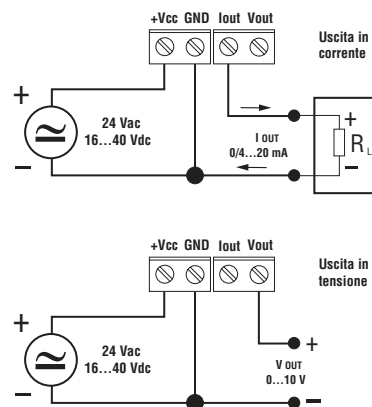 +Vcc GND Iout Vout
Uscita in
corrente
+
24 Vac
16...40 Vdc
–
I OUT
0/4...20 mA
+
R L
–
+Vcc GND Iout Vout
Uscita in
tensione
+
24 Vac
16...40 Vdc
–
+
V OUT
0...10 V
–